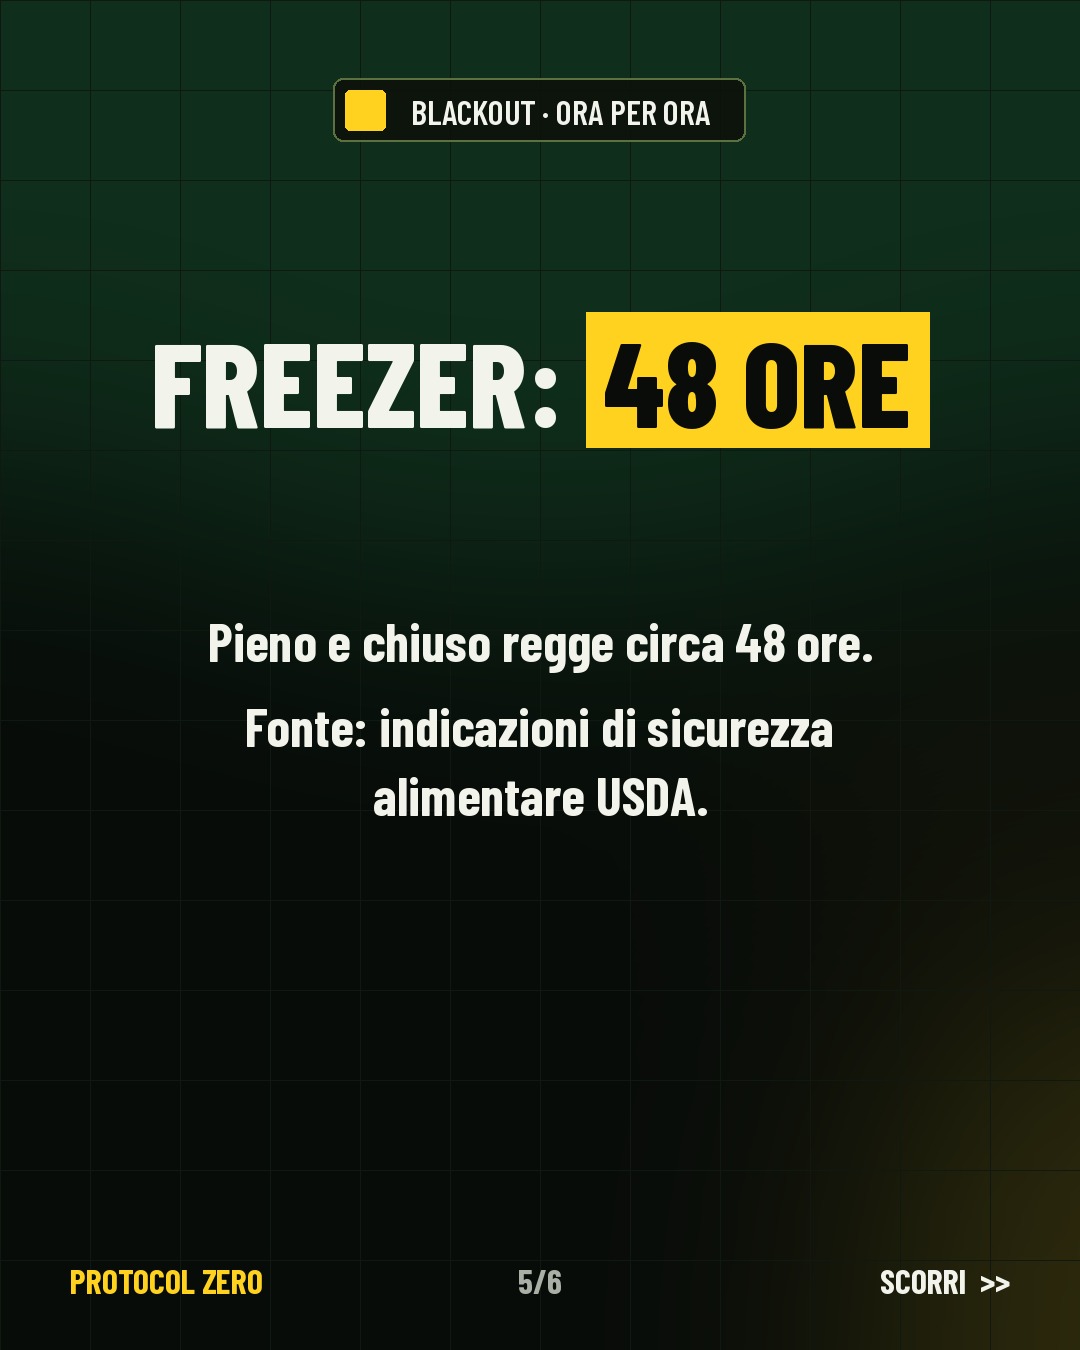 BLACKOUT · ORA PER ORA
FREEZER: 48 ORE
Pieno e chiuso regge circa 48 ore.
Fonte: indicazioni di sicurezza
alimentare USDA.
PROTOCOL ZERO
5/6
SCORRI >>